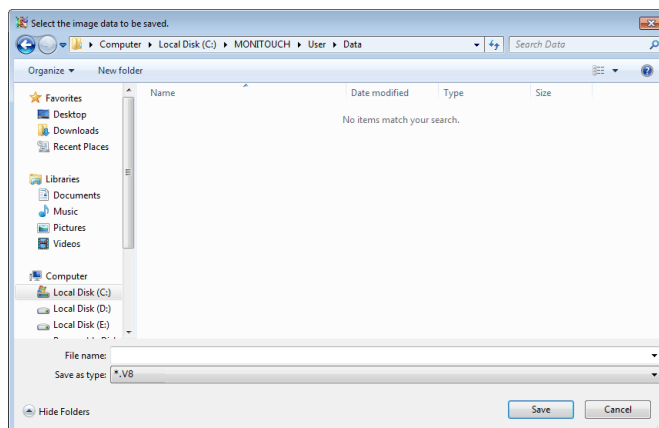 Select the image data to be saved.
Computer Local Disk (C:) MONITOUCH User Data
Search Data
Organize New folder
Name Date modified Type Size
No items match your search.
Favorites
Desktop
Downloads
Recent Places
Libraries
Documents
Music
Pictures
Videos
Computer
Local Disk (C:)
Local Disk (D:)
Local Disk (E:)
File name:
Save as type: *.V8
Hide Folders
Save Cancel